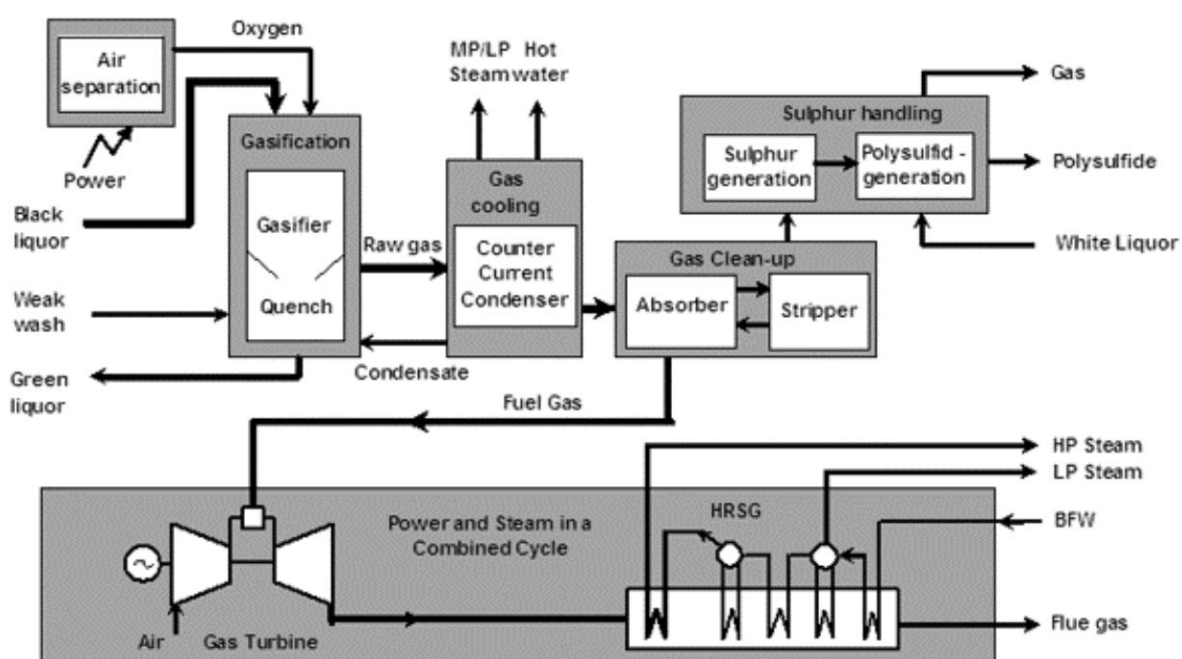 Oxygen
Air
separation
Power
Black
liquor
Weak
wash
Green
liquor
Gasification
Gasifier
Quench
Raw gas
Condensate
MP/LP Hot
Steam water
Gas
cooling
Counter
Current
Condenser
Sulphur handling
Sulphur
generation
Polysulfid -
generation
Gas
Polysulfide
White Liquor
Gas Clean-up
Absorber
Stripper
Fuel Gas
HP Steam
LP Steam
BFW
Flue gas
Power and Steam in a
Combined Cycle
HRSG
Air
Gas Turbine